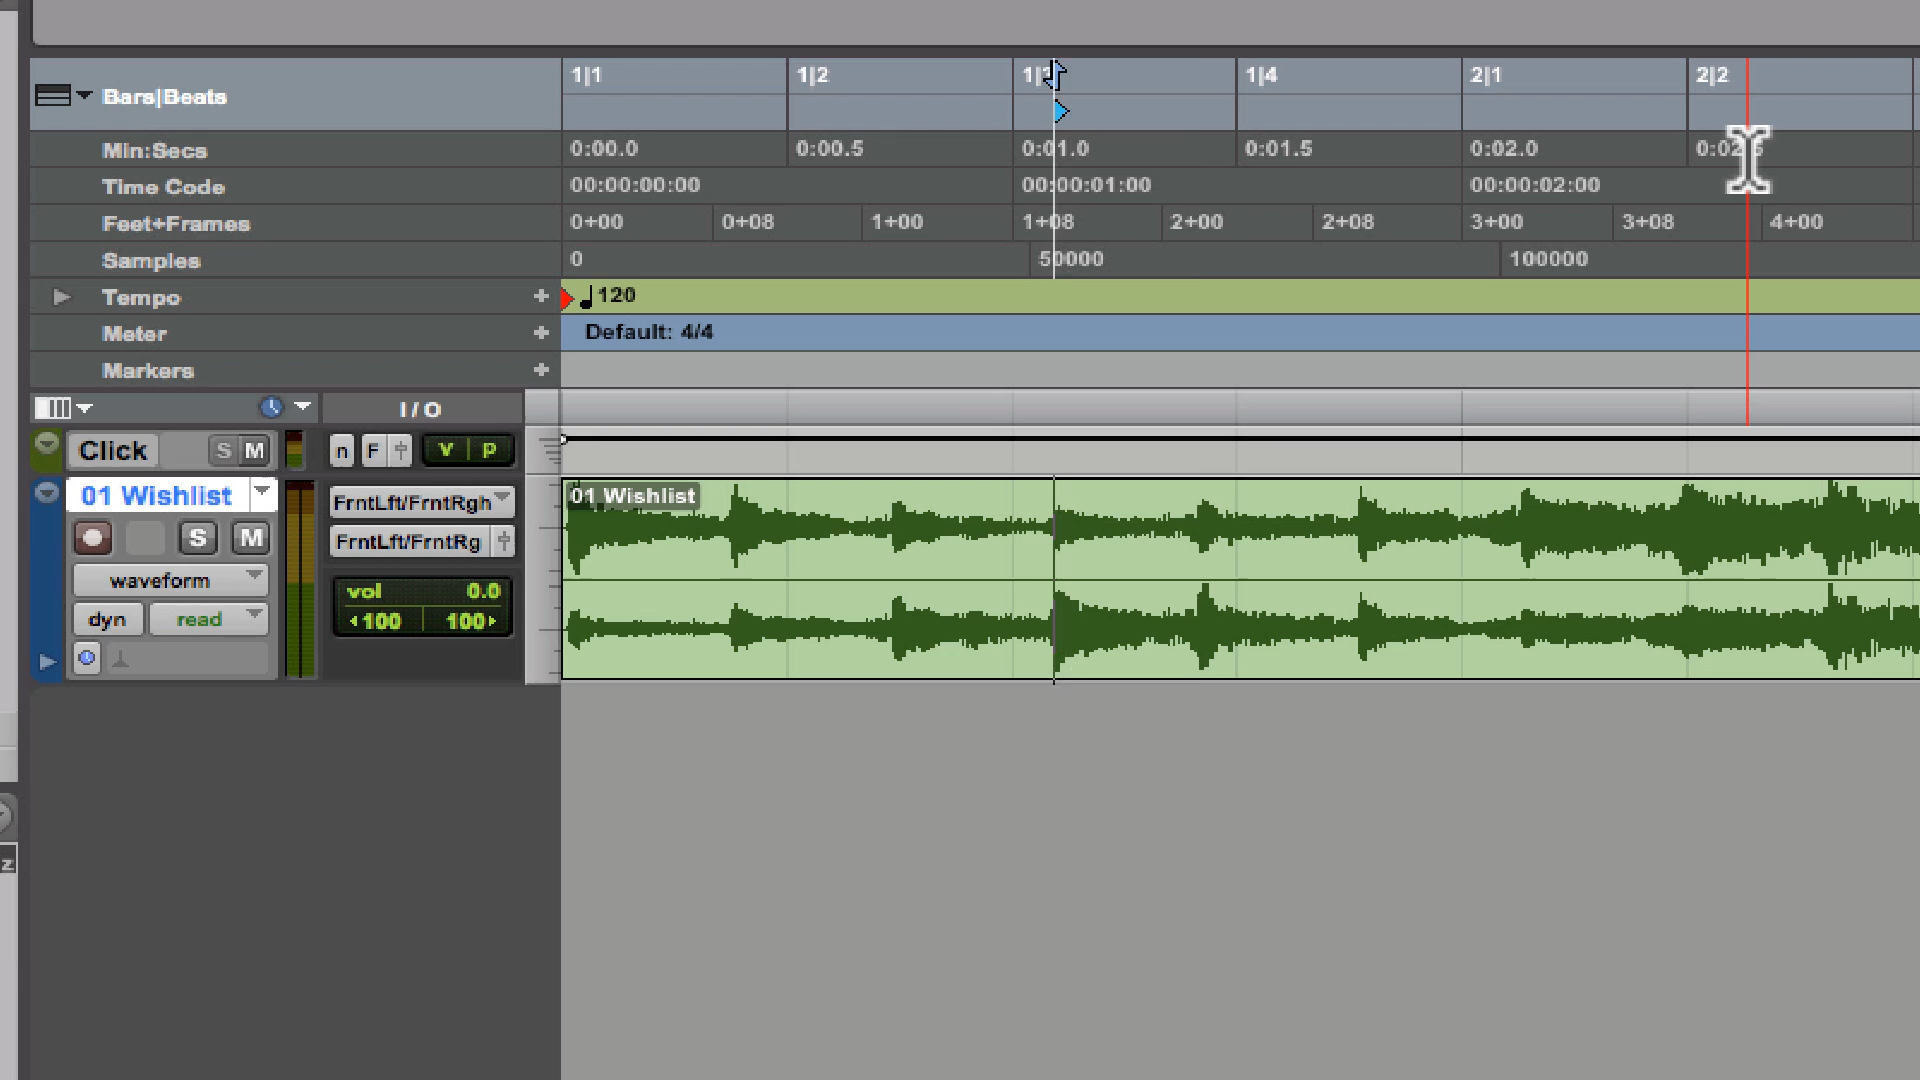 Bars|Beats 1|1 1|2 1| 1|4 2|1 2|2
Min:Secs 0:00.0 0:00.5 0:01.0 0:01.5 0:02.0
Time Code 00:00:00:00 00:00:01:00 00:00:02:00
Feet+Frames 0+00 0+08 1+00 1+08 2+00 2+08 3+00 3+08 4+00
Samples 0 50000 100000
Tempo + 120
Meter + Default: 4/4
Markers +
I / O
Click S M n F v p
01 Wishlist FrntLft/FrntRgh 01 Wishlist
S M FrntLft/FrntRg
waveform vol 0.0
dyn read 100 100
z